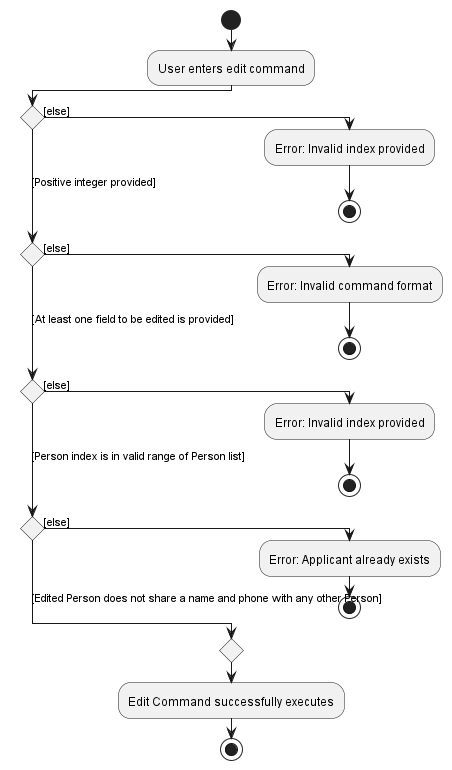 User enters edit command
[else]
Error: Invalid index provided
[Positive integer provided]
[else]
Error: Invalid command format
[At least one field to be edited is provided]
[else]
Error: Invalid index provided
[Person index is in valid range of Person list]
[else]
Error: Applicant already exists
[Edited Person does not share a name and phone with any other Person]
Edit Command successfully executes